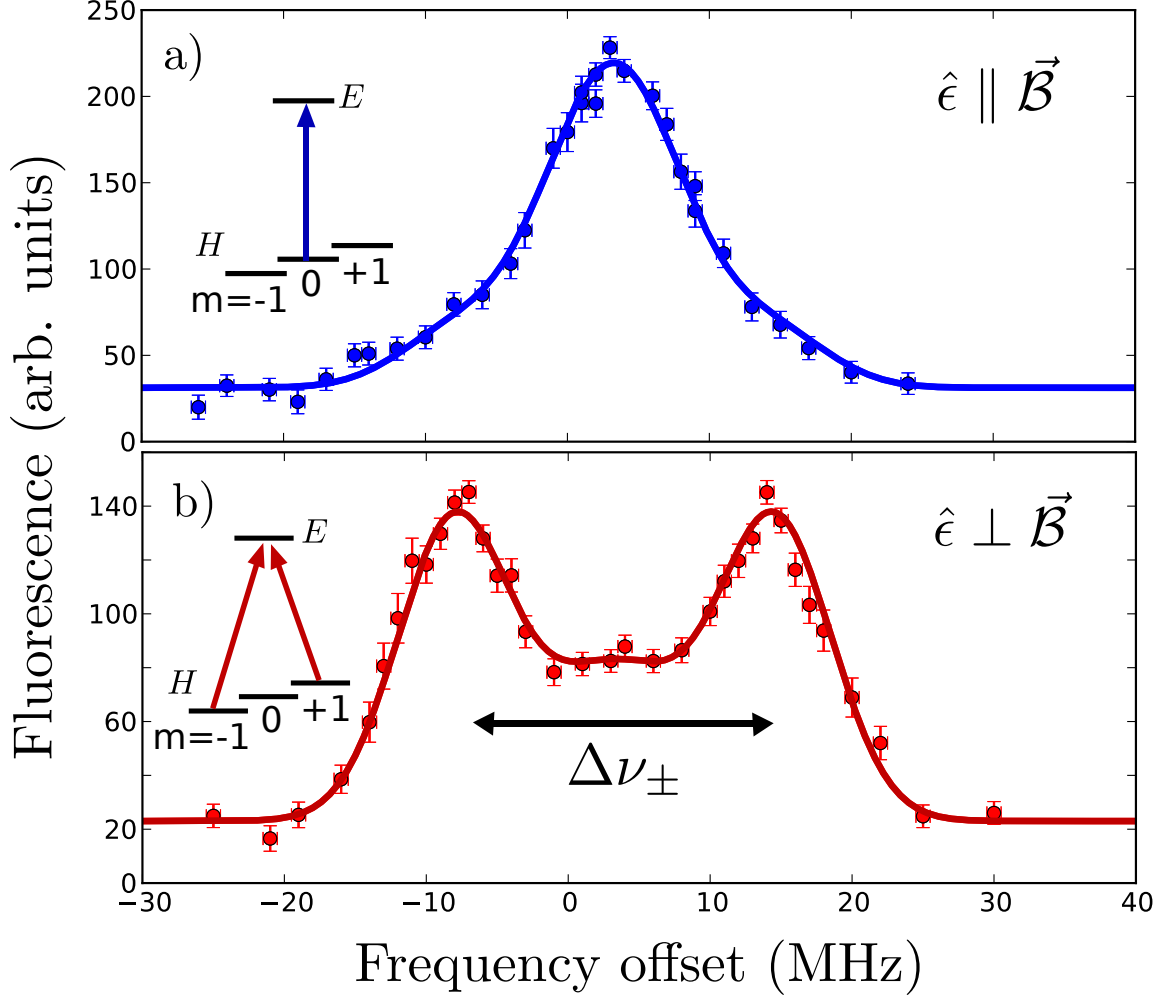 Fluorescence (arb. units)
250
200
150
100
50
0
a)
E
H
m=-1
0
+1
ϵ̂ ∥ B⃗
140
100
60
20
0
b)
E
H
m=-1
0
+1
ϵ̂ ⊥ B⃗
Δν±
−30 −20 −10 0 10 20 30 40
Frequency offset (MHz)